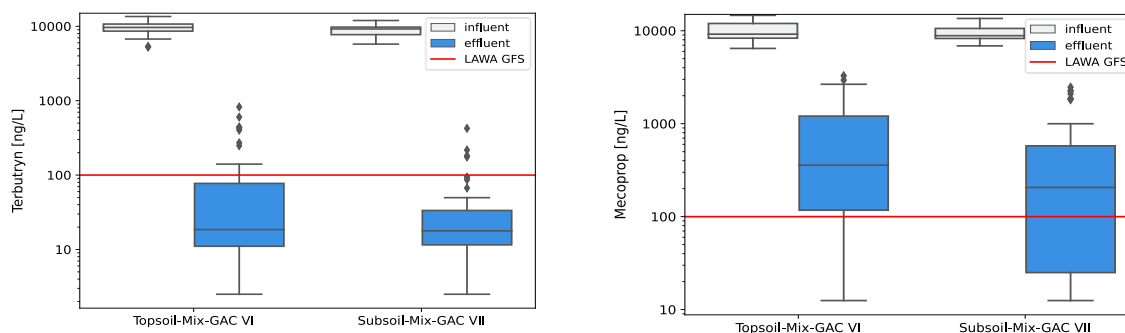 Terbutryn [ng/L]
10000
1000
100
10
influent
effluent
LAWA GFS
Topsoil-Mix-GAC VI
Subsoil-Mix-GAC VII
Mecoprop [ng/L]
10000
1000
100
10
influent
effluent
LAWA GFS
Topsoil-Mix-GAC VI
Subsoil-Mix-GAC VII